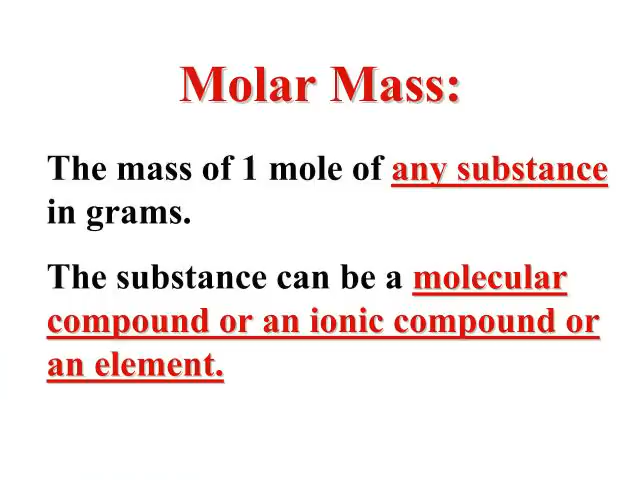 Molar Mass:
The mass of 1 mole of any substance
in grams.
The substance can be a molecular
compound or an ionic compound or
an element.